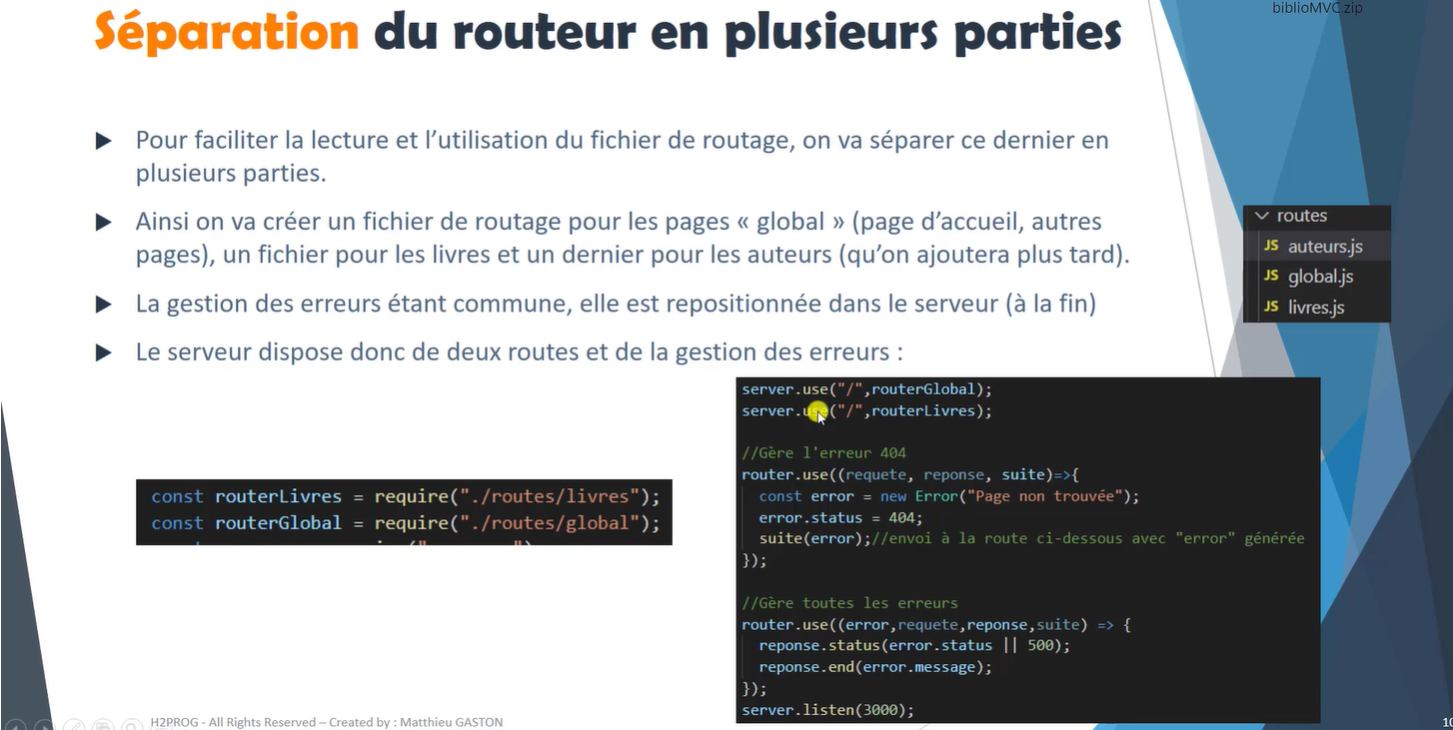 biblioMVC.zip
Séparation du routeur en plusieurs parties
Pour faciliter la lecture et l’utilisation du fichier de routage, on va séparer ce dernier en
plusieurs parties.
Ainsi on va créer un fichier de routage pour les pages « global » (page d’accueil, autres
pages), un fichier pour les livres et un dernier pour les auteurs (qu’on ajoutera plus tard).
La gestion des erreurs étant commune, elle est repositionnée dans le serveur (à la fin)
Le serveur dispose donc de deux routes et de la gestion des erreurs :
routes
JS auteurs.js
JS global.js
JS livres.js
const routerLivres = require("./routes/livres");
const routerGlobal = require("./routes/global");
server.use("/",routerGlobal);
server.use("/",routerLivres);
//Gère l'erreur 404
router.use((requete, reponse, suite)=>{
const error = new Error("Page non trouvée");
error.status = 404;
suite(error);//envoi à la route ci-dessous avec "error" générée
});
//Gère toutes les erreurs
router.use((error,requete,reponse,suite) => {
reponse.status(error.status || 500);
reponse.end(error.message);
});
server.listen(3000);
H2PROG - All Rights Reserved – Created by : Matthieu GASTON